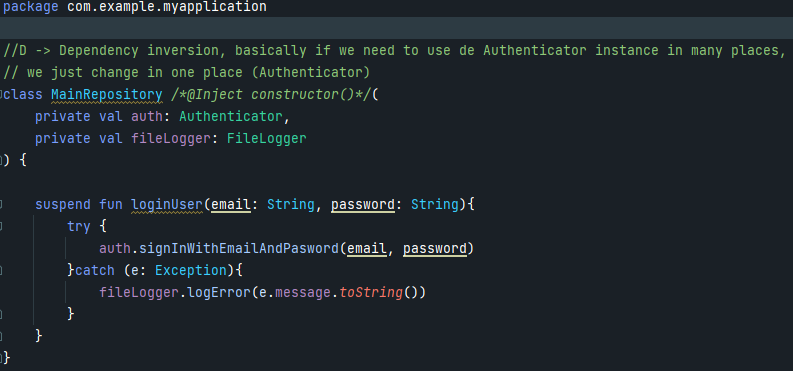 package com.example.myapplication
//D -> Dependency inversion, basically if we need to use de Authenticator instance in many places,
// we just change in one place (Authenticator)
class MainRepository /*@Inject constructor()*/(
    private val auth: Authenticator,
    private val fileLogger: FileLogger
) {
    suspend fun loginUser(email: String, password: String){
        try {
            auth.signInWithEmailAndPasword(email, password)
        }catch (e: Exception){
            fileLogger.logError(e.message.toString())
        }
    }
}